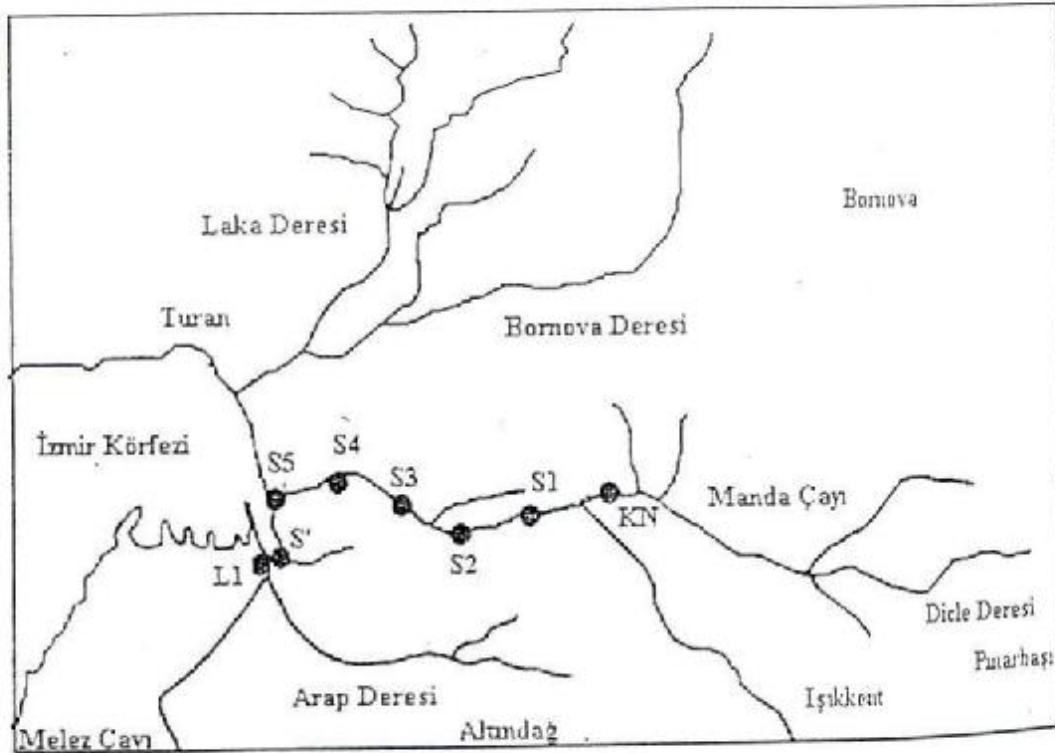 Bornova
Laka Deresi
Turan
Bornova Deresi
İzmir Körfezi
S5
S4
S3
S1
KN
Manda Çayı
S'
L1
S2
Dicle Deresi
Pınarbaşı
Arap Deresi
Işıkkent
Altındağ
Melez Çayı